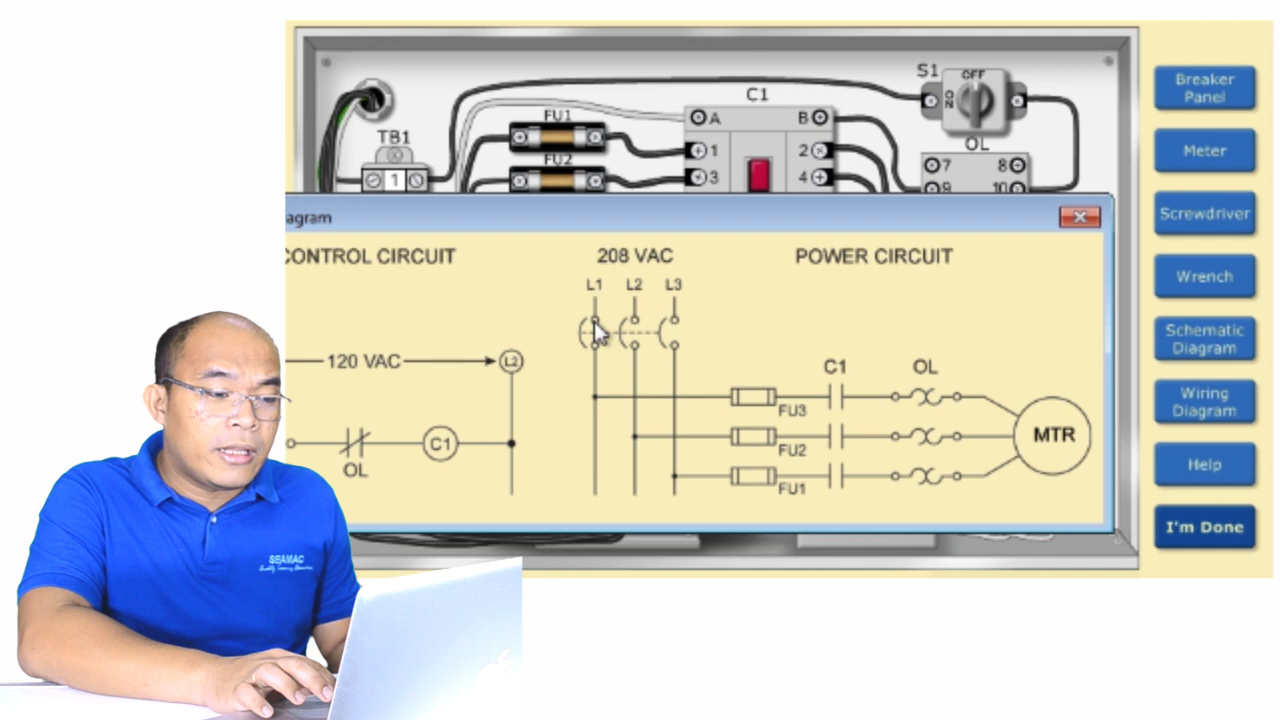 S1
OFF
ON
C1
FU1
A
B
TB1
1
2
OL
FU2
7
8
1
3
4
9
10
Breaker
Panel
Meter
Screwdriver
Wrench
Schematic
Diagram
Wiring
Diagram
Help
I'm Done
agram
CONTROL CIRCUIT
208 VAC
POWER CIRCUIT
L1
L2
L3
120 VAC
L2
C1
OL
FU3
FU2
FU1
MTR
C1
OL
SEAMAC